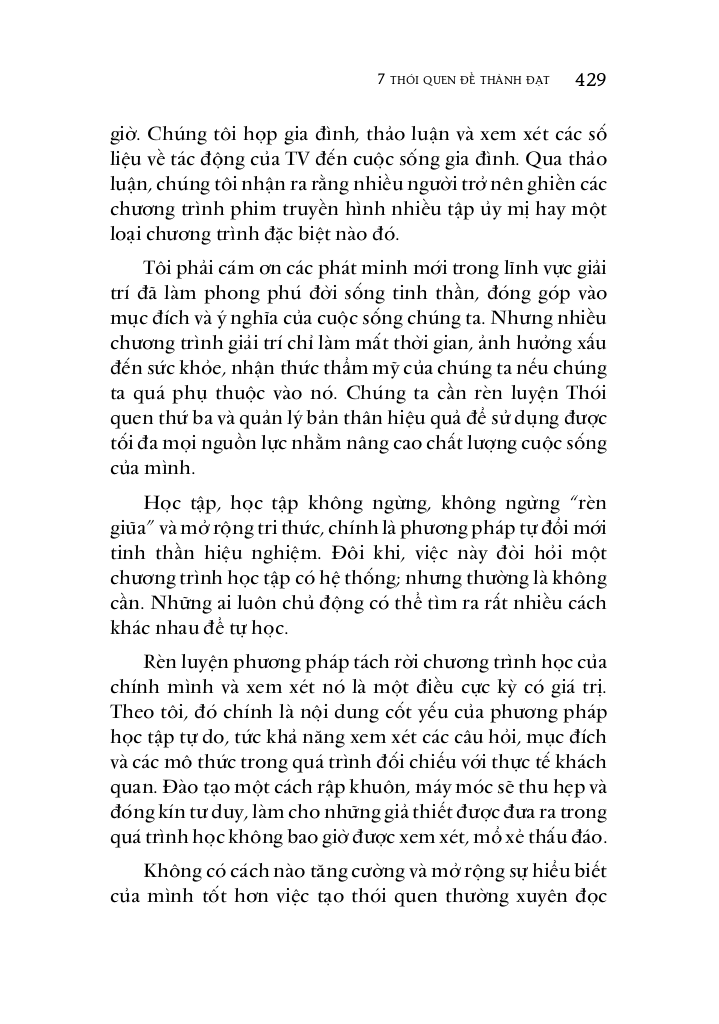 7 THÓI QUEN ĐỂ THÀNH ĐẠT 429
giờ. Chúng tôi họp gia đình, thảo luận và xem xét các số
liệu về tác động của TV đến cuộc sống gia đình. Qua thảo
luận, chúng tôi nhận ra rằng nhiều người trở nên ghiền các
chương trình phim truyền hình nhiều tập ủy mị hay một
loại chương trình đặc biệt nào đó.
Tôi phải cám ơn các phát minh mới trong lĩnh vực giải
trí đã làm phong phú đời sống tinh thần, đóng góp vào
mục đích và ý nghĩa của cuộc sống chúng ta. Nhưng nhiều
chương trình giải trí chỉ làm mất thời gian, ảnh hưởng xấu
đến sức khỏe, nhận thức thẩm mỹ của chúng ta nếu chúng
ta quá phụ thuộc vào nó. Chúng ta cần rèn luyện Thói
quen thứ ba và quản lý bản thân hiệu quả để sử dụng được
tối đa mọi nguồn lực nhằm nâng cao chất lượng cuộc sống
của mình.
Học tập, học tập không ngừng, không ngừng “rèn
giũa” và mở rộng tri thức, chính là phương pháp tự đổi mới
tinh thần hiệu nghiệm. Đôi khi, việc này đòi hỏi một
chương trình học tập có hệ thống; nhưng thường là không
cần. Những ai luôn chủ động có thể tìm ra rất nhiều cách
khác nhau để tự học.
Rèn luyện phương pháp tách rời chương trình học của
chính mình và xem xét nó là một điều cực kỳ có giá trị.
Theo tôi, đó chính là nội dung cốt yếu của phương pháp
học tập tự do, tức khả năng xem xét các câu hỏi, mục đích
và các mô thức trong quá trình đối chiếu với thực tế khách
quan. Đào tạo một cách rập khuôn, máy móc sẽ thu hẹp và
đóng kín tư duy, làm cho những giả thiết được đưa ra trong
quá trình học không bao giờ được xem xét, mổ xẻ thấu đáo.
Không có cách nào tăng cường và mở rộng sự hiểu biết
của mình tốt hơn việc tạo thói quen thường xuyên đọc